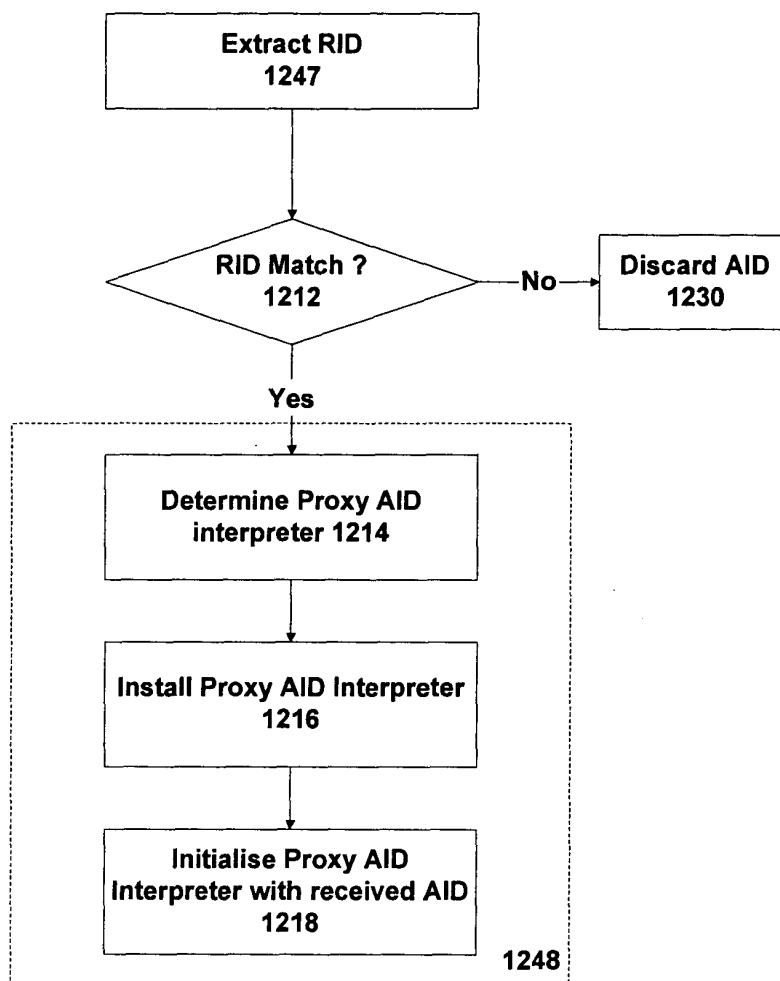 Extract RID
1247
RID Match ?
1212
No
Discard AID
1230
Yes
Determine Proxy AID
interpreter 1214
Install Proxy AID Interpreter
1216
Initialise Proxy AID
Interpreter with received AID
1218
1248